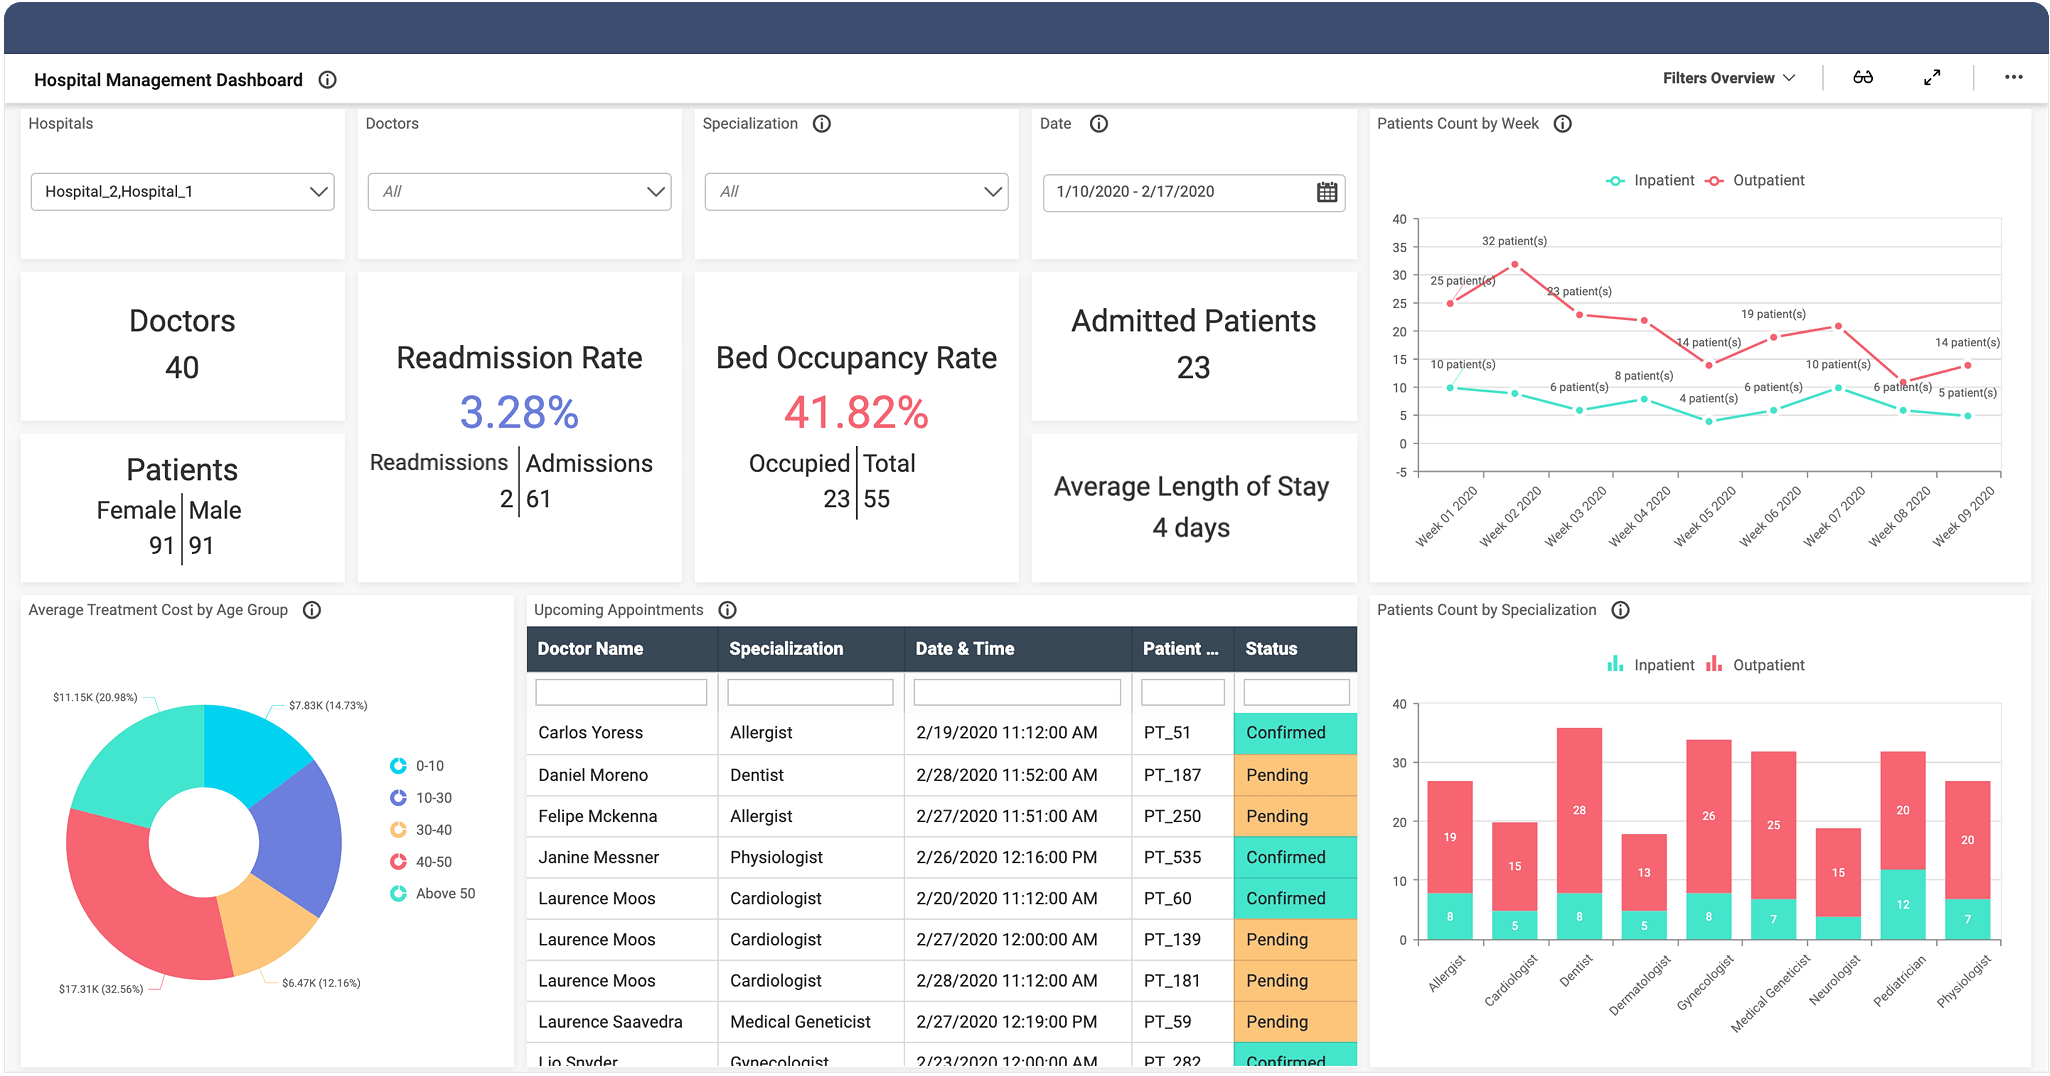 Hospital Management Dashboard
Filters Overview
Hospitals
Hospital_2,Hospital_1
Doctors
All
Specialization
All
Date
1/10/2020 - 2/17/2020
Doctors
40
Patients
Female Male
91 91
Readmission Rate
3.28%
Readmissions Admissions
2 61
Bed Occupancy Rate
41.82%
Occupied Total
23 55
Admitted Patients
23
Average Length of Stay
4 days
Patients Count by Week
Inpatient Outpatient
40
35
30
25
20
15
10
5
0
-5
25 patient(s)
32 patient(s)
23 patient(s)
14 patient(s)
19 patient(s)
14 patient(s)
10 patient(s)
6 patient(s)
8 patient(s)
4 patient(s)
6 patient(s)
10 patient(s)
6 patient(s)
5 patient(s)
Week 01 2020
Week 02 2020
Week 03 2020
Week 04 2020
Week 05 2020
Week 06 2020
Week 07 2020
Week 08 2020
Week 09 2020
Average Treatment Cost by Age Group
$11.15K (20.98%)
$7.83K (14.73%)
$17.31K (32.56%)
$6.47K (12.16%)
0-10
10-30
30-40
40-50
Above 50
Upcoming Appointments
Doctor Name Specialization Date & Time Patient ... Status
Carlos Yoress Allergist 2/19/2020 11:12:00 AM PT_51 Confirmed
Daniel Moreno Dentist 2/28/2020 11:52:00 AM PT_187 Pending
Felipe Mckenna Allergist 2/27/2020 11:51:00 AM PT_250 Pending
Janine Messner Physiologist 2/26/2020 12:16:00 PM PT_535 Confirmed
Laurence Moos Cardiologist 2/20/2020 11:12:00 AM PT_60 Confirmed
Laurence Moos Cardiologist 2/27/2020 12:00:00 AM PT_139 Pending
Laurence Moos Cardiologist 2/28/2020 11:12:00 AM PT_181 Pending
Laurence Saavedra Medical Geneticist 2/27/2020 12:19:00 PM PT_59 Pending
Lio Snyder Gynecologist 2/23/2020 12:00:00 AM PT_282 Confirmed
Patients Count by Specialization
Inpatient Outpatient
40
30
20
10
0
19 15 28 13 26 25 15 20 20
8 5 8 5 8 7 12 7
Allergist
Cardiologist
Dentist
Dermatologist
Gynecologist
Medical Geneticist
Neurologist
Pediatrician
Physiologist